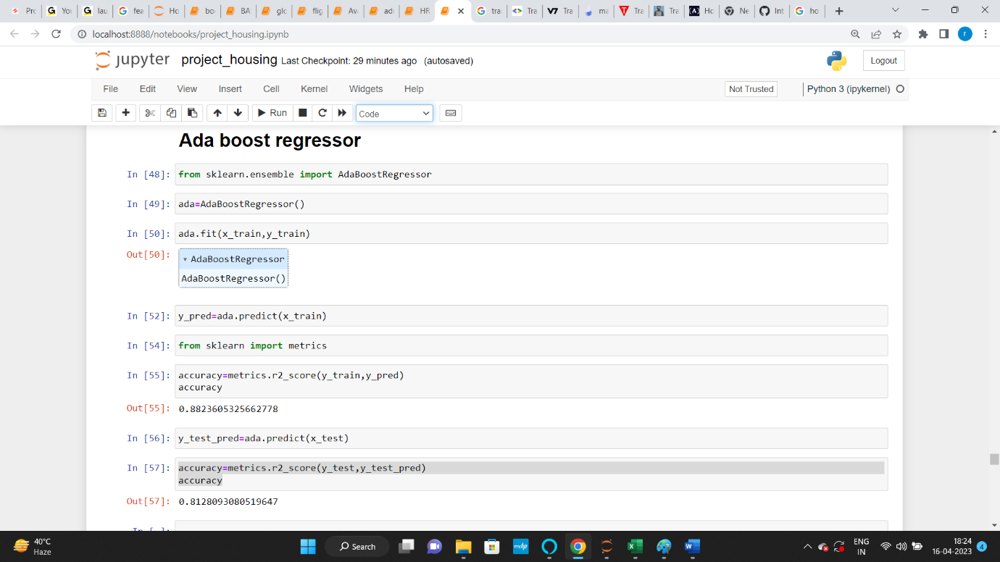 Pro
Yo
lau
fea
Ho
bo
BA
glo
flig
Ava
adu
HR
tra
Tra
Tra
ma
Tra
Tra
Ho
Ne
Int
ho
localhost:8888/notebooks/project_housing.ipynb
r
jupyter project_housing Last Checkpoint: 29 minutes ago (autosaved)
Logout
File Edit View Insert Cell Kernel Widgets Help
Not Trusted
Python 3 (ipykernel)
Run
Code
Ada boost regressor
In [48]: from sklearn.ensemble import AdaBoostRegressor
In [49]: ada=AdaBoostRegressor()
In [50]: ada.fit(x_train,y_train)
Out[50]: ▾ AdaBoostRegressor
AdaBoostRegressor()
In [52]: y_pred=ada.predict(x_train)
In [54]: from sklearn import metrics
In [55]: accuracy=metrics.r2_score(y_train,y_pred)
accuracy
Out[55]: 0.8823605325662778
In [56]: y_test_pred=ada.predict(x_test)
In [57]: accuracy=metrics.r2_score(y_test,y_test_pred)
accuracy
Out[57]: 0.8128093080519647
In [ ]:
40°C
Haze
Search
myhp
ENG
IN
18:24
16-04-2023
4